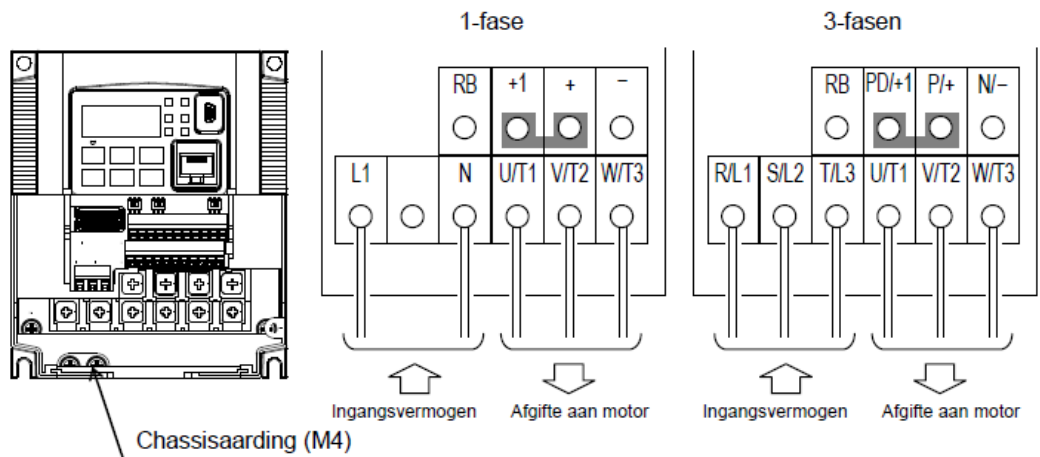 1-fase
3-fasen
RB +1 + −
L1 N U/T1 V/T2 W/T3
RB PD/+1 P/+ N/−
R/L1 S/L2 T/L3 U/T1 V/T2 W/T3
Ingangsvermogen Afgifte aan motor
Ingangsvermogen Afgifte aan motor
Chassisaarding (M4)